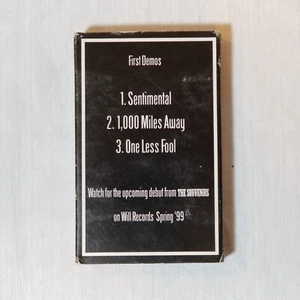 First Demos
1. Sentimental
2. 1,000 Miles Away
3. One Less Fool
Watch for the upcoming debut from THE SOUVENIRS
on Will Records Spring '99